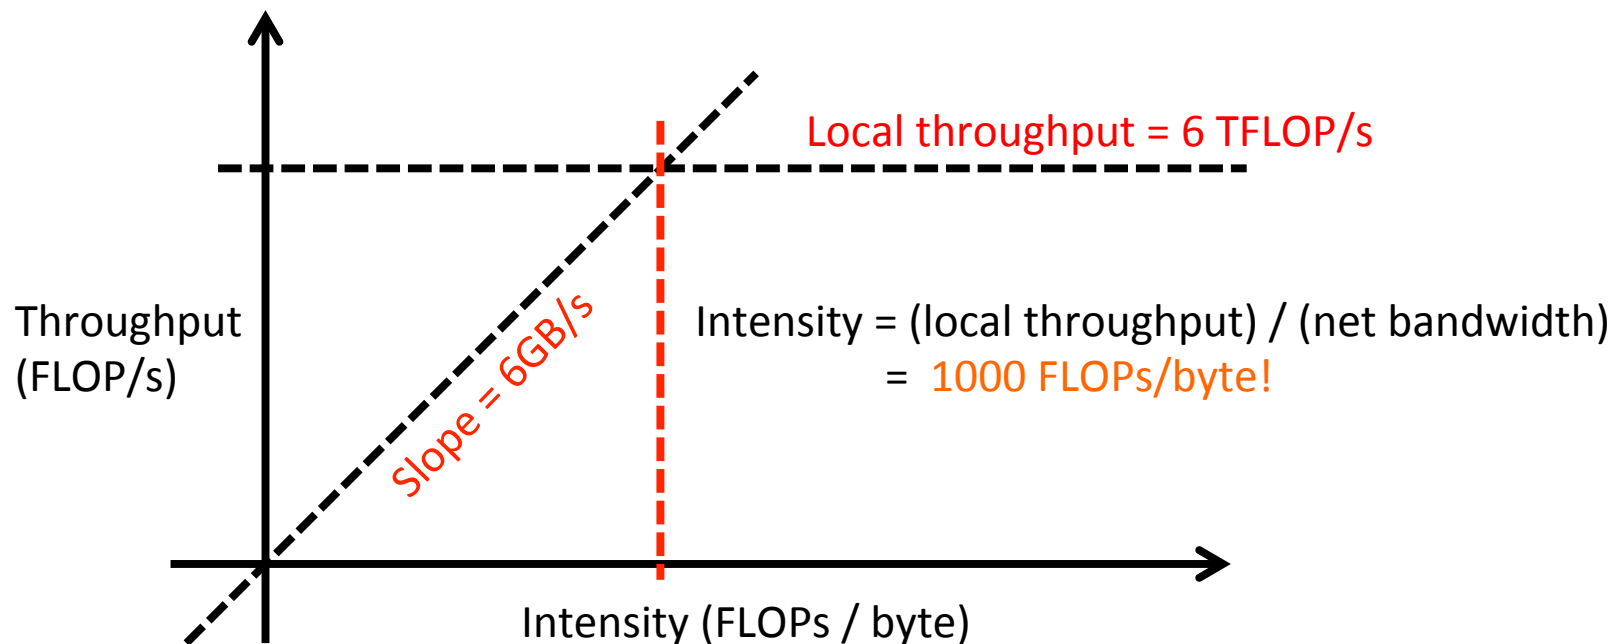 Local throughput = 6 TFLOP/s
Slope = 6GB/s
Throughput
(FLOP/s)
Intensity = (local throughput) / (net bandwidth)
= 1000 FLOPs/byte!
Intensity (FLOPs / byte)